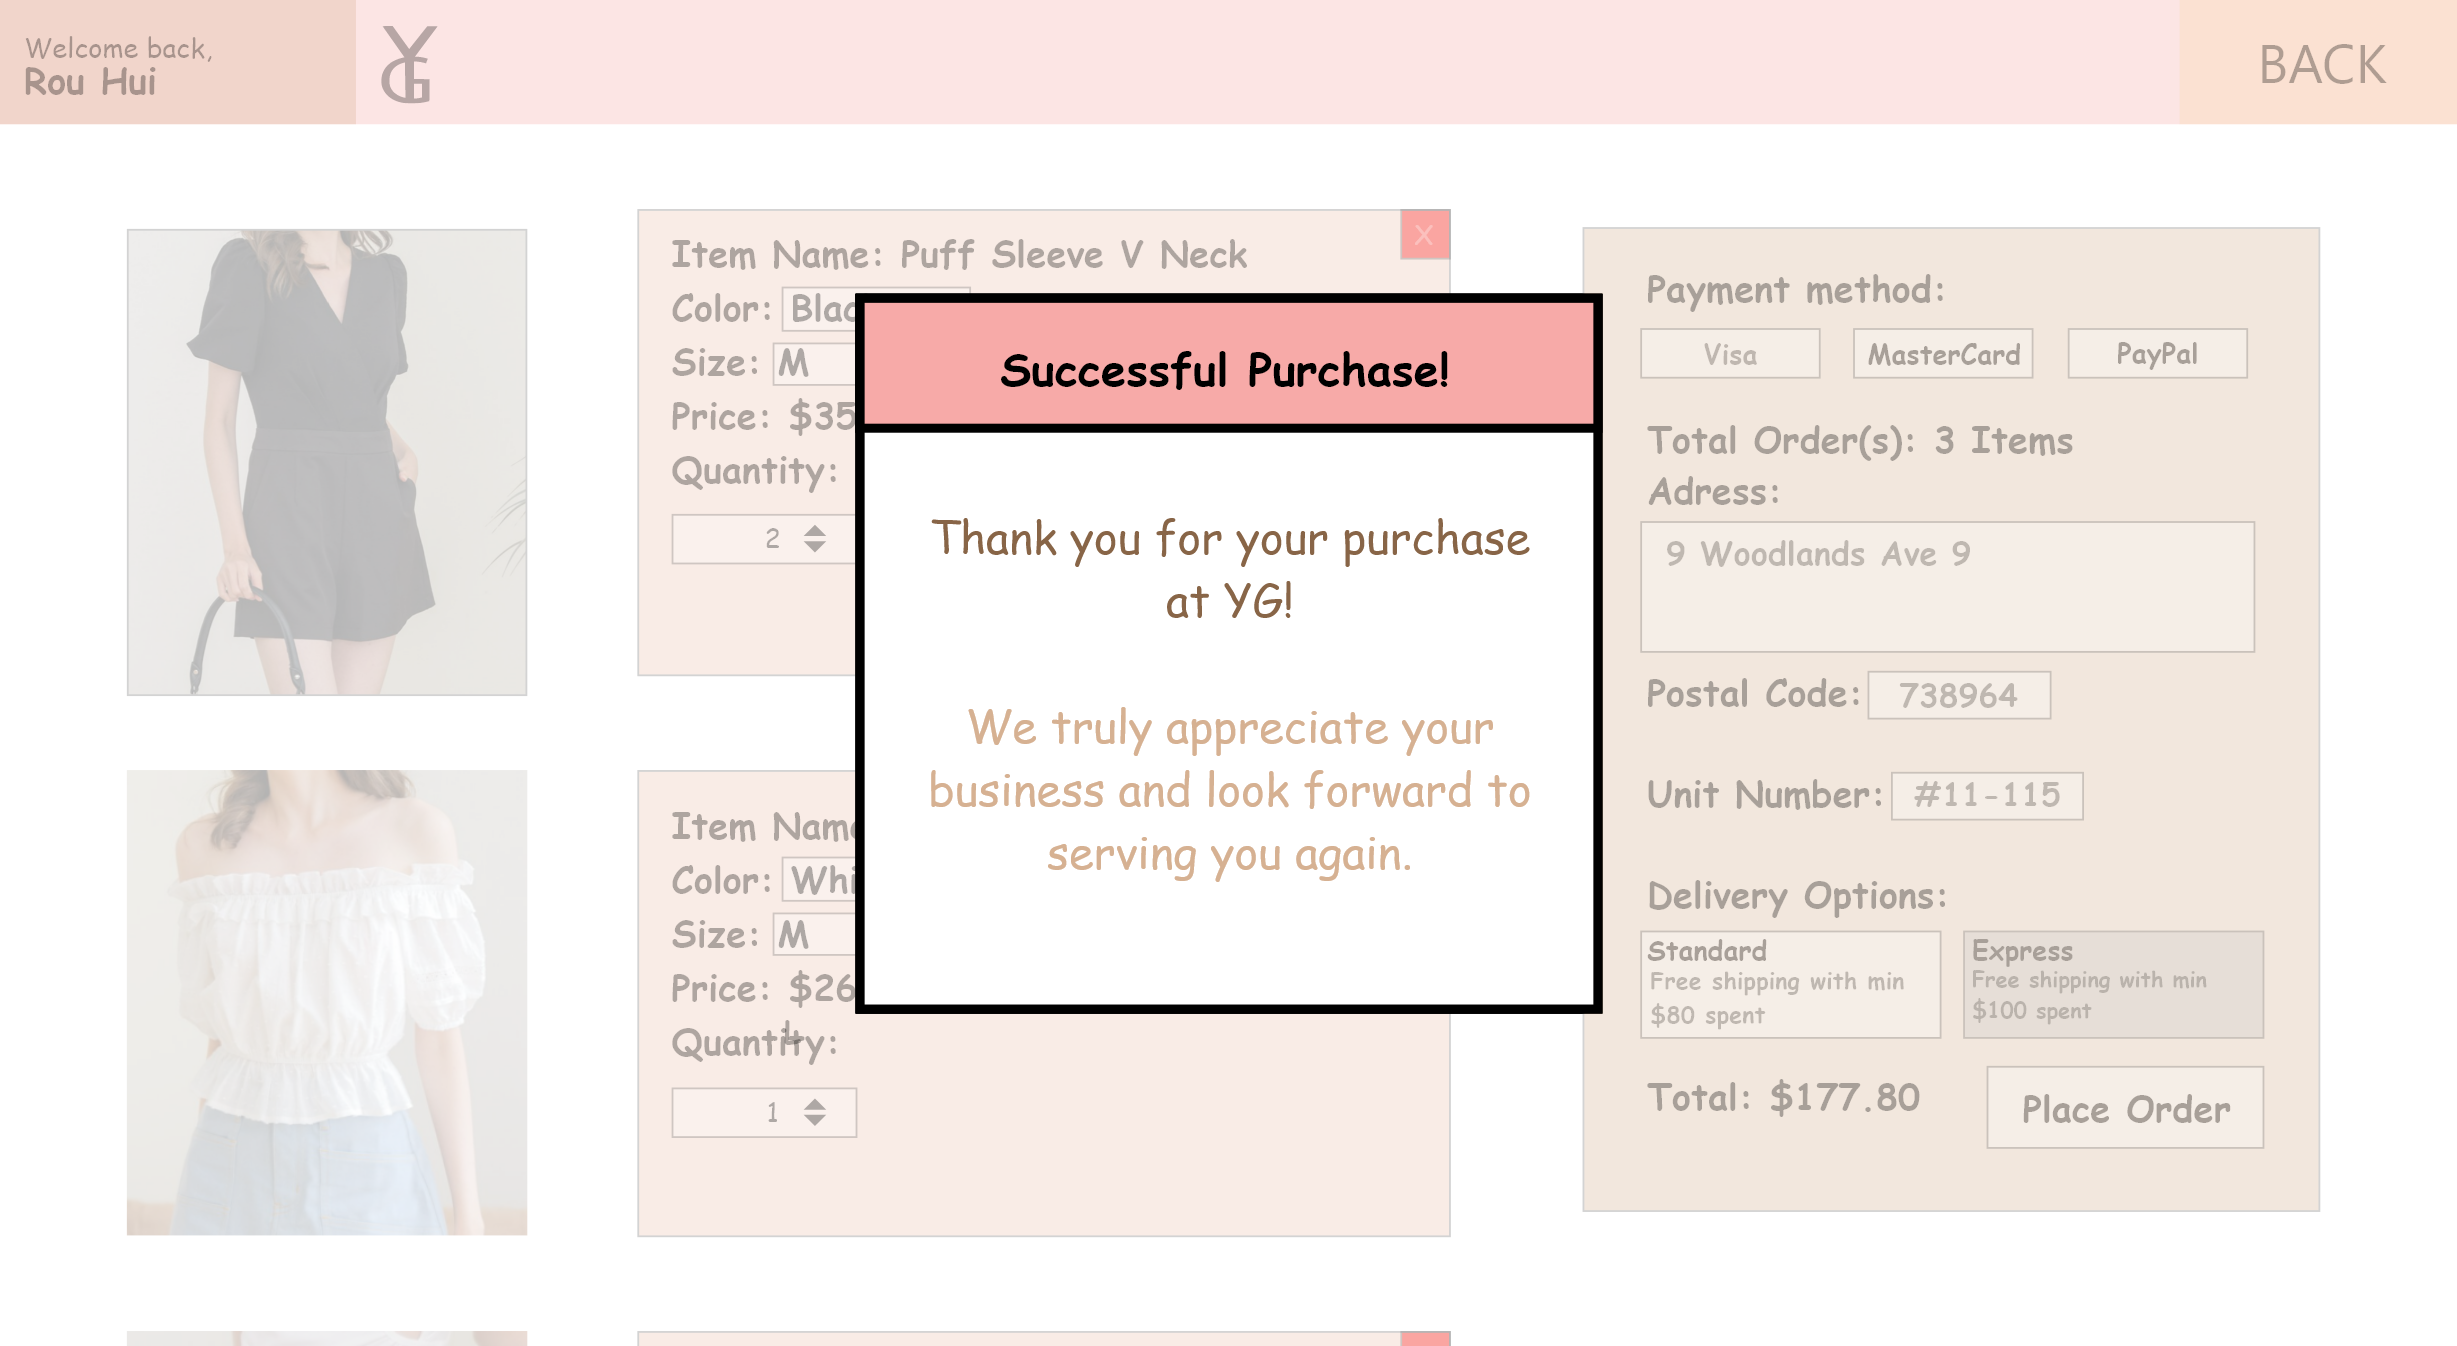 Welcome back,
Rou Hui
YG
BACK
Item Name: Puff Sleeve V Neck
X
Color: Blac
Size: M
Price: $35
Quantity:
2
Successful Purchase!
Thank you for your purchase
at YG!
We truly appreciate your
business and look forward to
serving you again.
Item Name
Color: Whi
Size: M
Price: $26
Quantity:
1
Payment method:
Visa
MasterCard
PayPal
Total Order(s): 3 Items
Adress:
9 Woodlands Ave 9
Postal Code: 738964
Unit Number: #11-115
Delivery Options:
Standard
Free shipping with min
$80 spent
Express
Free shipping with min
$100 spent
Total: $177.80
Place Order